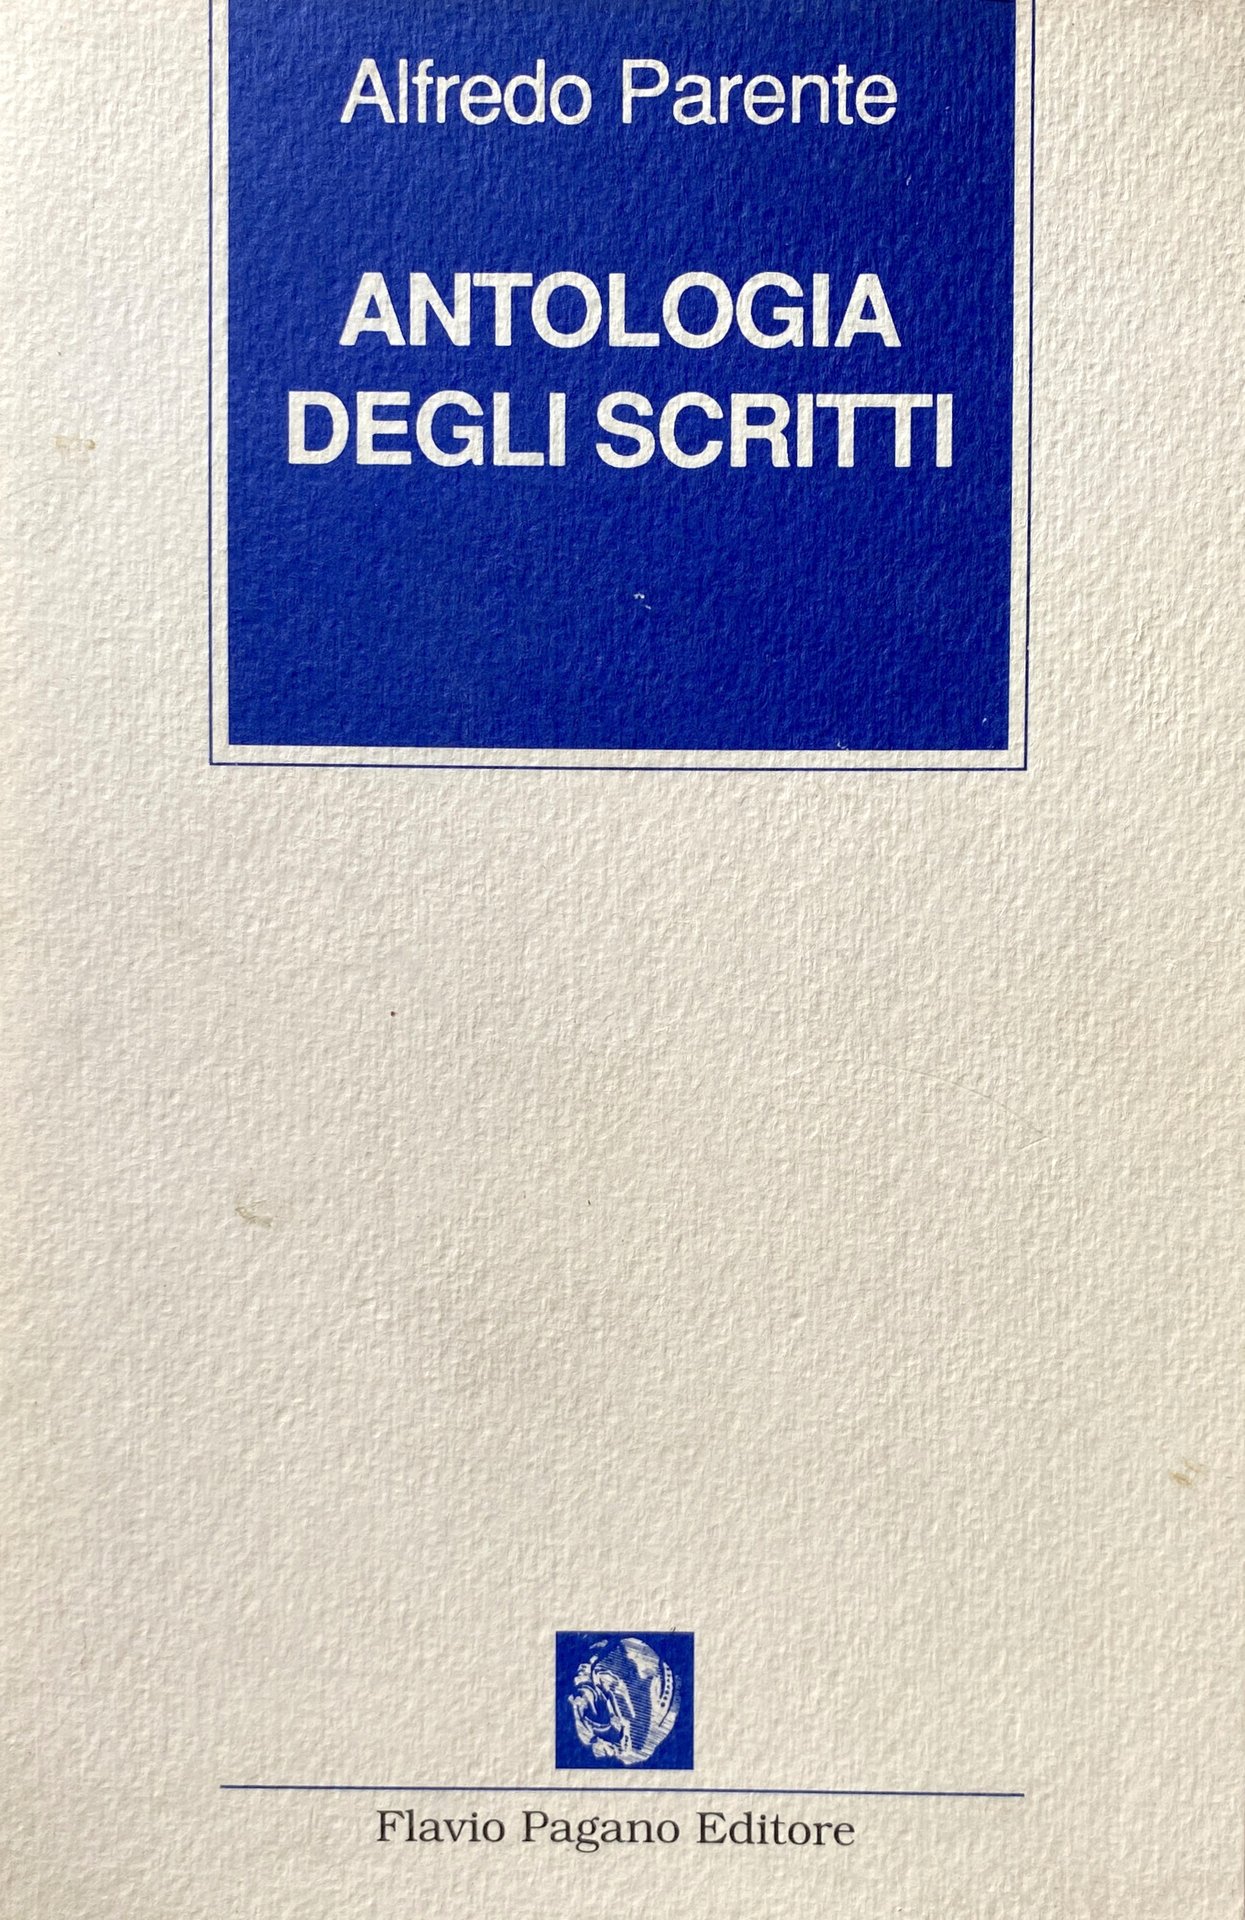 Alfredo Parente
ANTOLOGIA
DEGLI SCRITTI
Flavio Pagano Editore